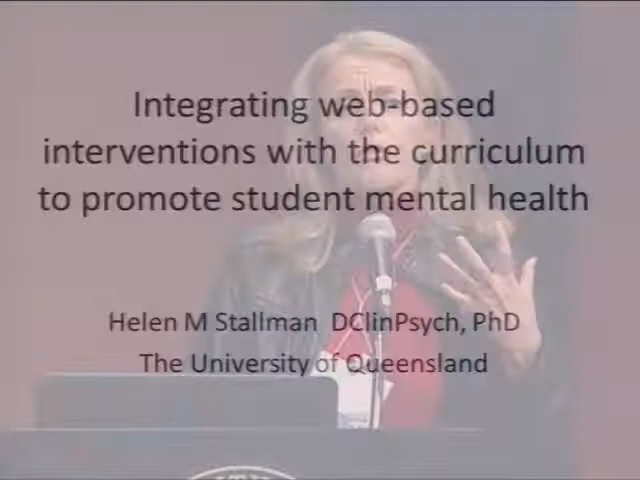 Integrating web-based
interventions with the curriculum
to promote student mental health
Helen M Stallman  DClinPsych, PhD
The University of Queensland